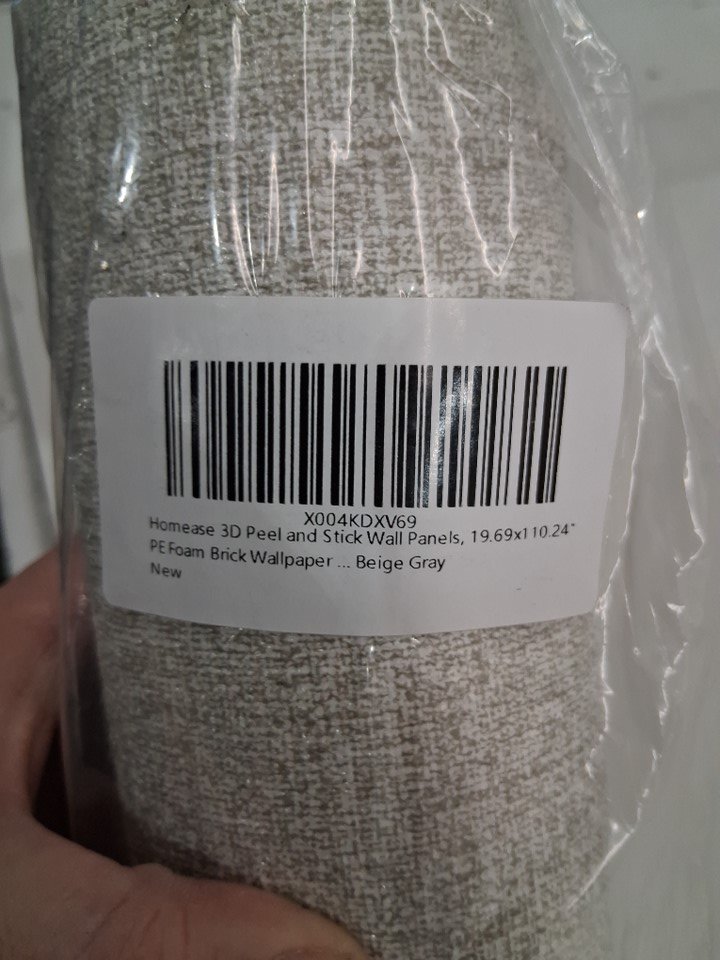 X004KDXV69
Homease 3D Peel and Stick Wall Panels, 19.69x110.24"
PE Foam Brick Wallpaper ... Beige Gray
New